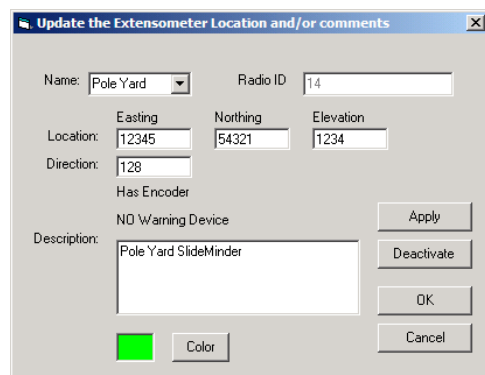 Update the Extensometer Location and/or comments
Name: Pole Yard Radio ID 14
Easting Northing Elevation
Location: 12345 54321 1234
Direction: 128
Has Encoder
NO Warning Device
Apply
Description:
Pole Yard SlideMinder
Deactivate
OK
Color
Cancel